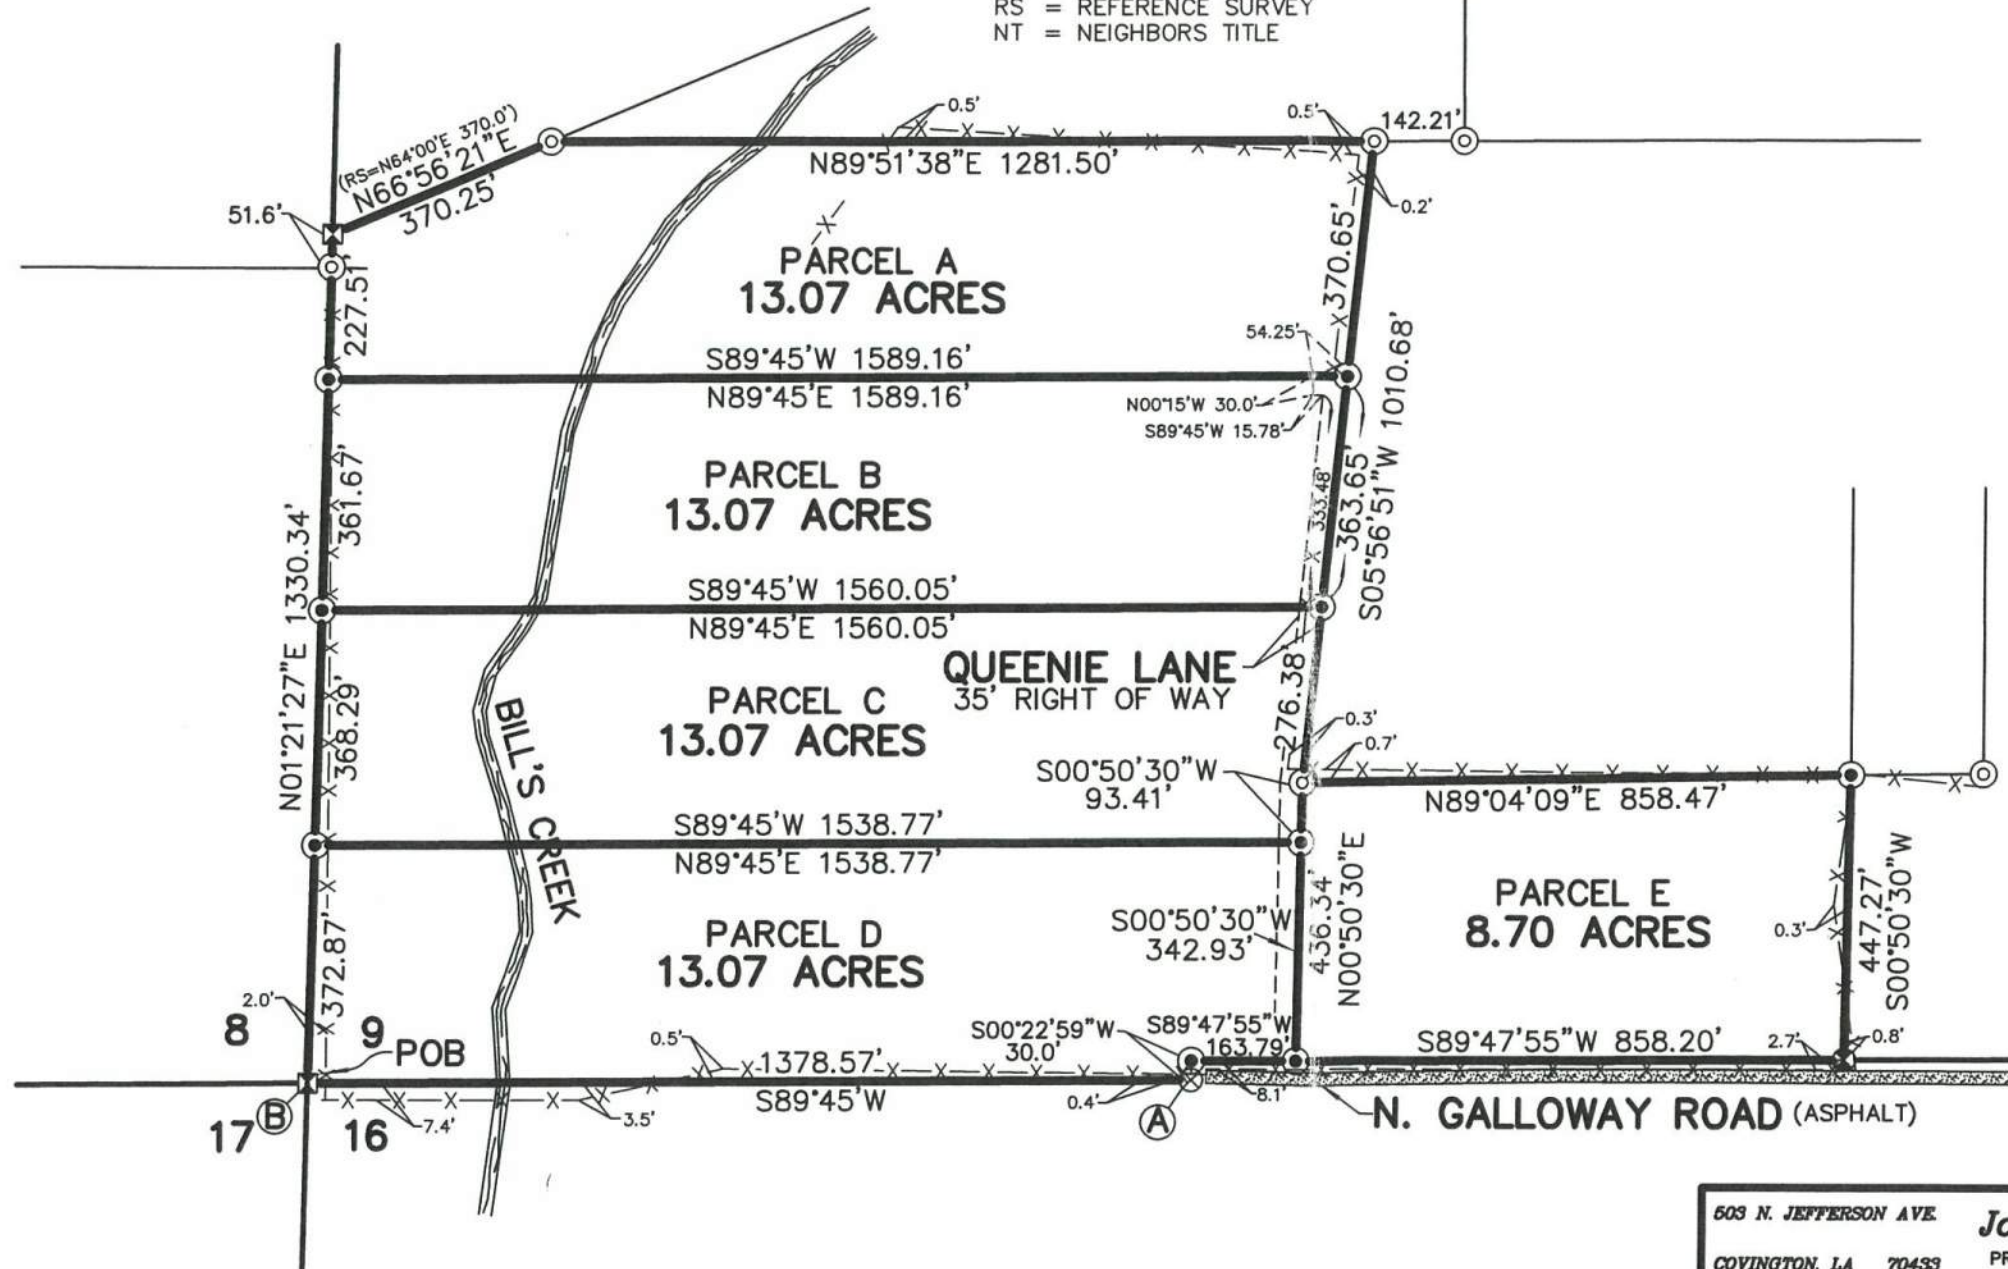 RS = REFERENCE SURVEY
NT = NEIGHBORS TITLE
(RS=N64°00'E 370.0')
N66°56'21"E
370.25'
51.6'
0.5'
0.5'
142.21'
N89°51'38"E 1281.50'
0.2'
227.51'
370.65'
PARCEL A
13.07 ACRES
54.25'
S89°45'W 1589.16'
N89°45'E 1589.16'
N00°15'W 30.0'
S89°45'W 15.78'
S05°56'51"W 1010.68'
361.67'
333.48'
363.65'
PARCEL B
13.07 ACRES
N01°21'27"E 1330.34'
S89°45'W 1560.05'
N89°45'E 1560.05'
QUEENIE LANE
35' RIGHT OF WAY
276.38'
368.29'
BILL'S CREEK
PARCEL C
13.07 ACRES
0.3'
0.7'
S00°50'30"W
93.41'
N89°04'09"E 858.47'
S89°45'W 1538.77'
N89°45'E 1538.77'
S00°50'30"W
342.93'
436.34'
N00°50'30"E
PARCEL E
8.70 ACRES
0.3'
447.27'
S00°50'30"W
PARCEL D
13.07 ACRES
372.87'
2.0'
8
9
POB
0.5'
1378.57'
S89°45'W
S00°22'59"W
30.0'
S89°47'55"W
163.79'
S89°47'55"W 858.20'
2.7'
0.8'
0.4'
8.1'
7.4'
3.5'
17
B
16
A
N. GALLOWAY ROAD (ASPHALT)
503 N. JEFFERSON AVE.
COVINGTON, LA 70433